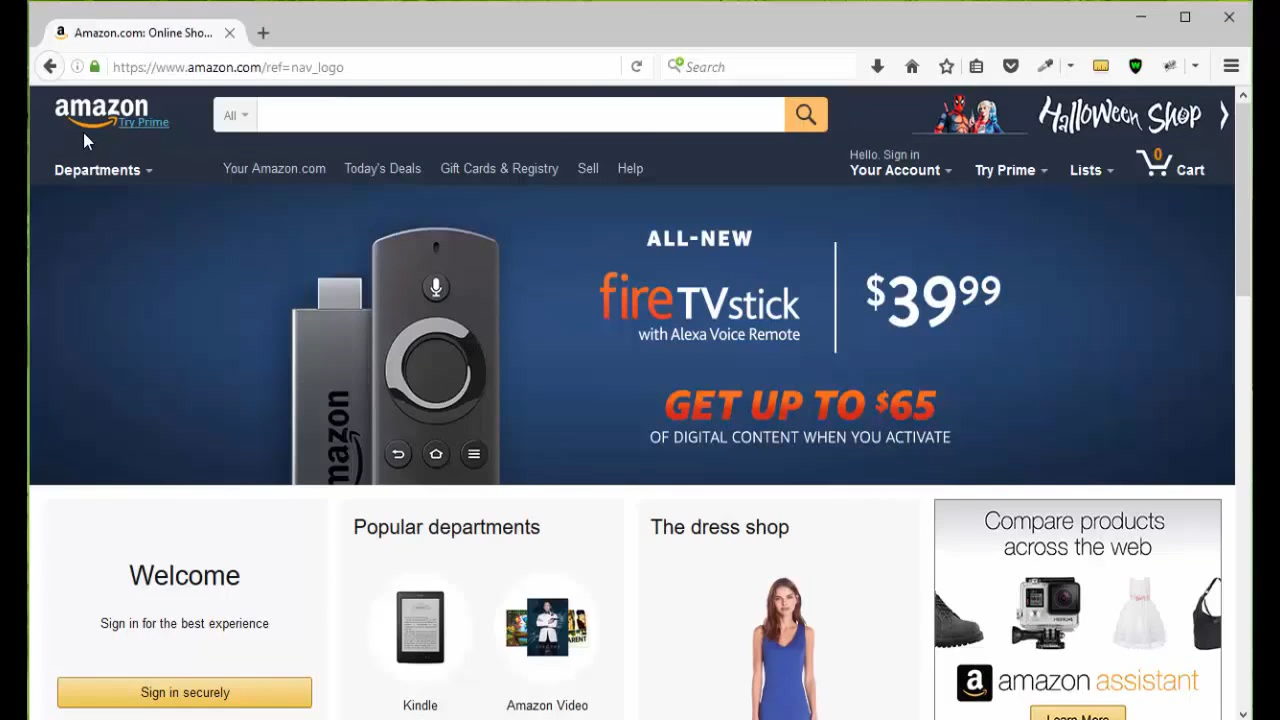 Amazon.com: Online Sho...
https://www.amazon.com/ref=nav_logo
Search
amazon
Try Prime
All
Halloween Shop
Departments
Your Amazon.com
Today's Deals
Gift Cards & Registry
Sell
Help
Hello. Sign in
Your Account
Try Prime
Lists
0
Cart
ALL-NEW
fireTVstick
with Alexa Voice Remote
$39.99
GET UP TO $65
OF DIGITAL CONTENT WHEN YOU ACTIVATE
amazon
Welcome
Sign in for the best experience
Sign in securely
Popular departments
Kindle
Amazon Video
The dress shop
Compare products
across the web
amazon assistant
Learn More